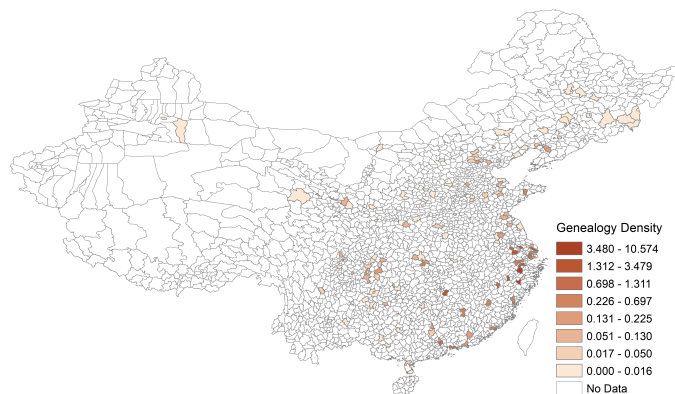 Genealogy Density
3.480 - 10.574
1.312 - 3.479
0.698 - 1.311
0.226 - 0.697
0.131 - 0.225
0.051 - 0.130
0.017 - 0.050
0.000 - 0.016
No Data